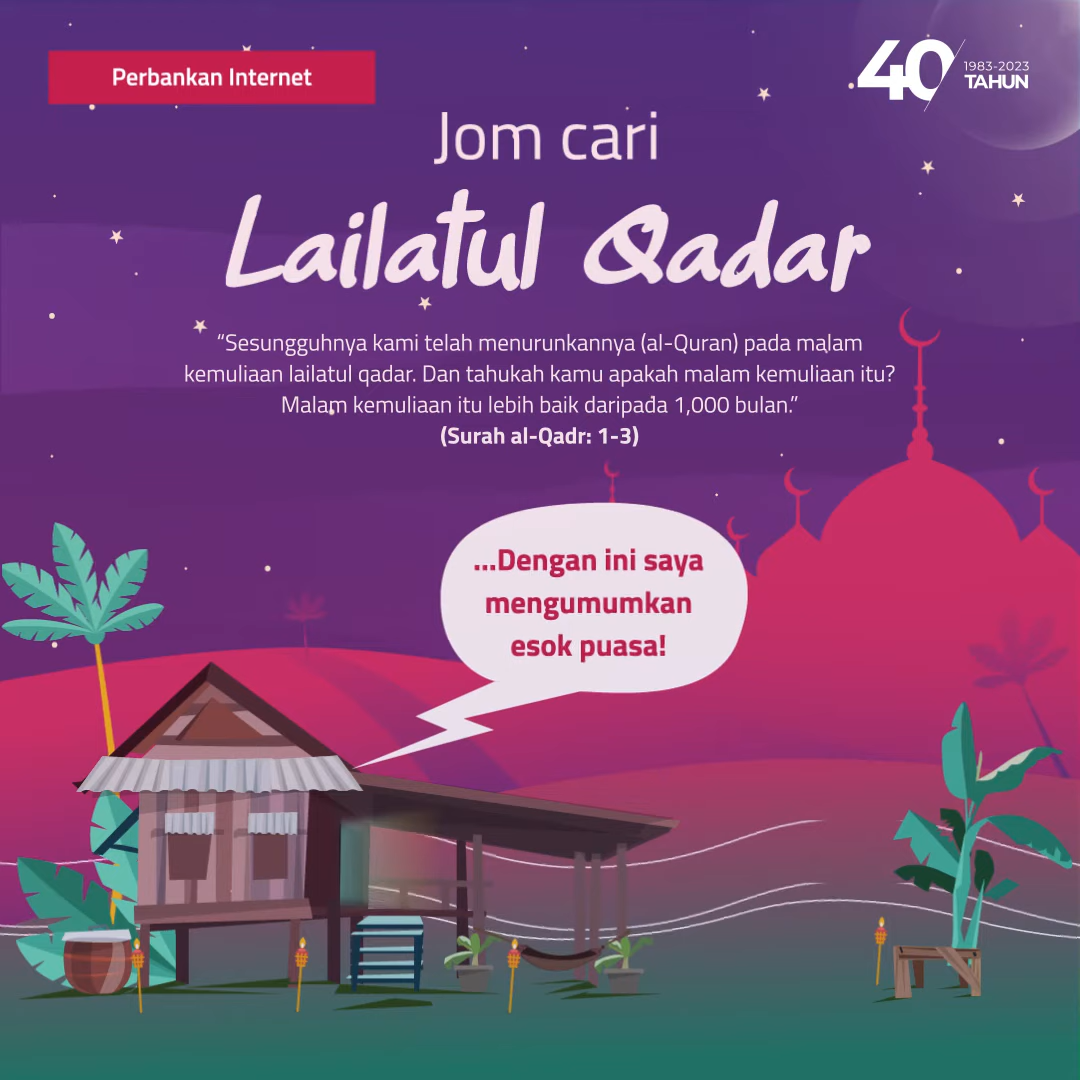 Perbankan Internet
40 1983-2023
TAHUN
Jom cari
Lailatul Qadar
“Sesungguhnya kami telah menurunkannya (al-Quran) pada malam
kemuliaan lailatul qadar. Dan tahukah kamu apakah malam kemuliaan itu?
Malam kemuliaan itu lebih baik daripada 1,000 bulan.”
(Surah al-Qadr: 1-3)
...Dengan ini saya
mengumumkan
esok puasa!